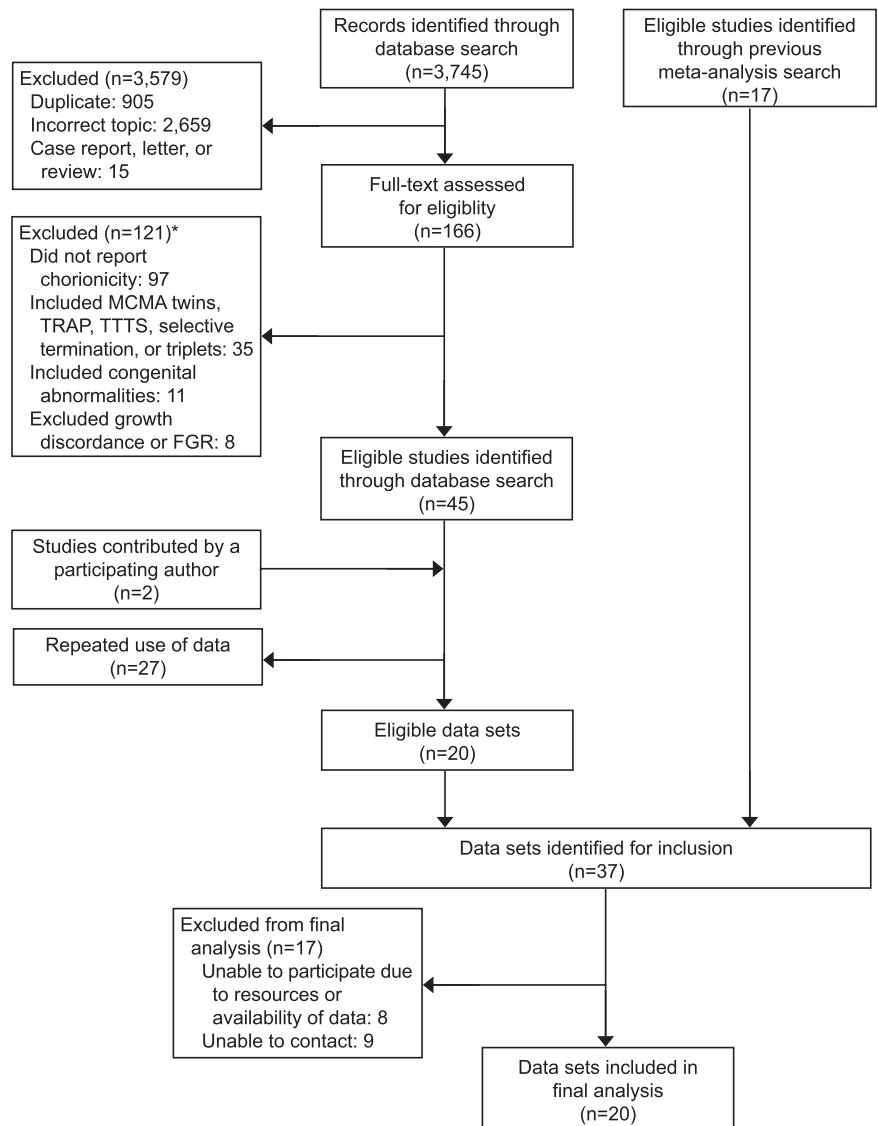 Records identified through
database search
(n=3,745)
Eligible studies identified
through previous
meta-analysis search
(n=17)
Excluded (n=3,579)
Duplicate: 905
Incorrect topic: 2,659
Case report, letter, or
review: 15
Full-text assessed
for eligiblity
(n=166)
Excluded (n=121)*
Did not report
chorionicity: 97
Included MCMA twins,
TRAP, TTTS, selective
termination, or triplets: 35
Included congenital
abnormalities: 11
Excluded growth
discordance or FGR: 8
Eligible studies identified
through database search
(n=45)
Studies contributed by a
participating author
(n=2)
Repeated use of data
(n=27)
Eligible data sets
(n=20)
Data sets identified for inclusion
(n=37)
Excluded from final
analysis (n=17)
Unable to participate due
to resources or
availability of data: 8
Unable to contact: 9
Data sets included in
final analysis
(n=20)